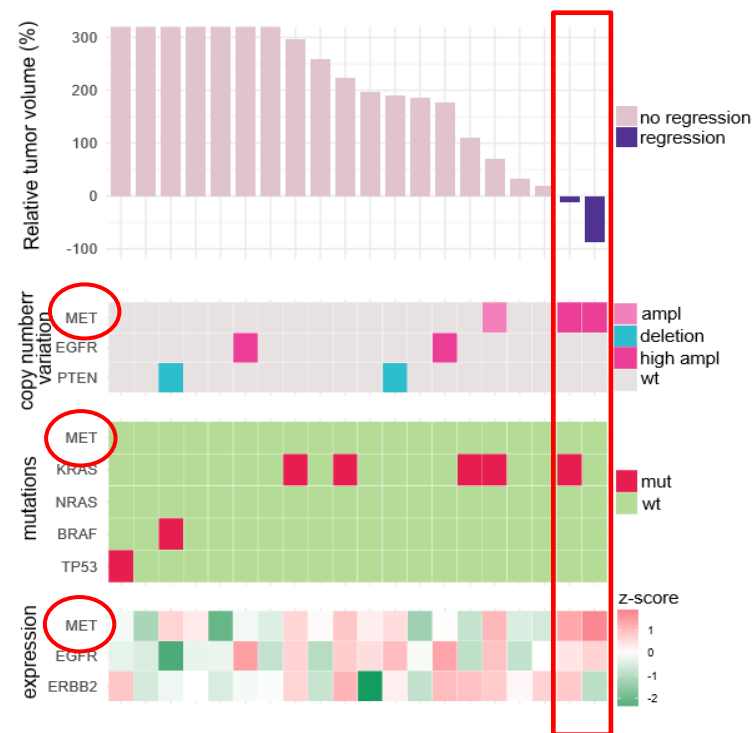 Relative tumor volume (%)
300
200
100
0
-100
no regression
regression
copy numberr
variation
MET
EGFR
PTEN
ampl
deletion
high ampl
wt
mutations
MET
KRAS
NRAS
BRAF
TP53
mut
wt
expression
MET
EGFR
ERBB2
z-score
1
0
-1
-2